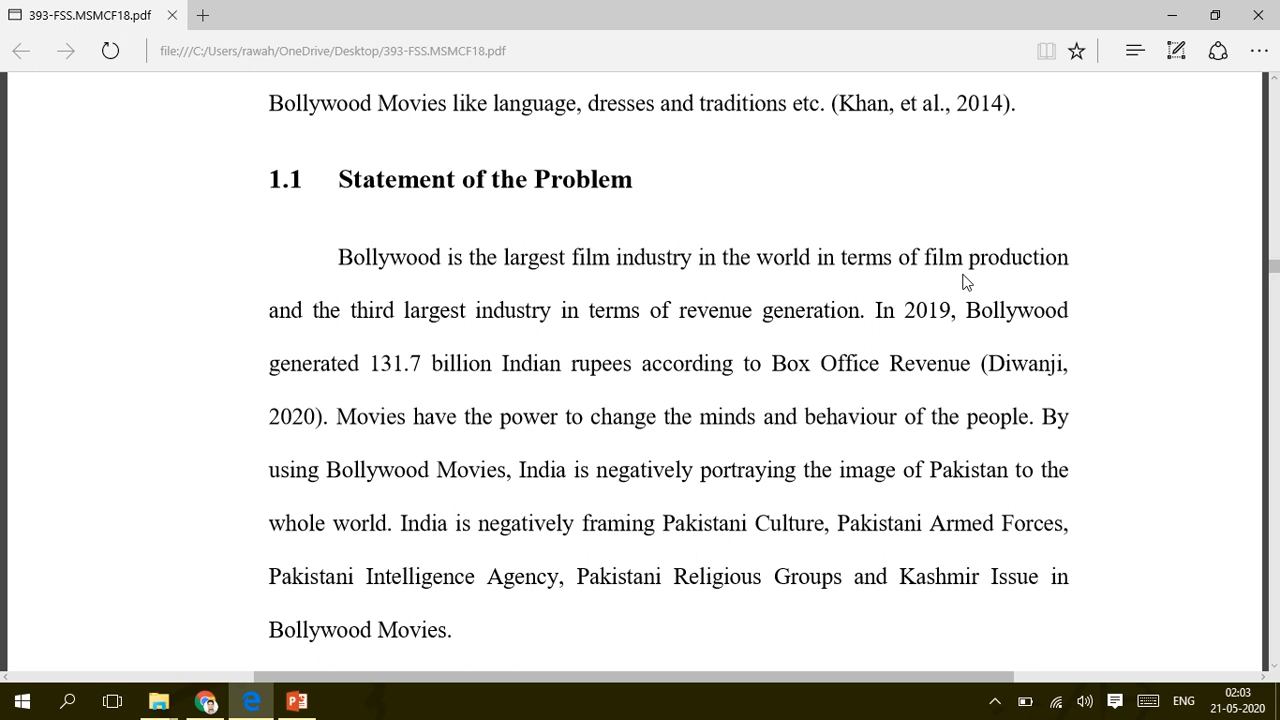 393-FSS.MSMCF18.pdf
file:///C:/Users/rawah/OneDrive/Desktop/393-FSS.MSMCF18.pdf
Bollywood Movies like language, dresses and traditions etc. (Khan, et al., 2014).
1.1 Statement of the Problem
Bollywood is the largest film industry in the world in terms of film production
and the third largest industry in terms of revenue generation. In 2019, Bollywood
generated 131.7 billion Indian rupees according to Box Office Revenue (Diwanji,
2020). Movies have the power to change the minds and behaviour of the people. By
using Bollywood Movies, India is negatively portraying the image of Pakistan to the
whole world. India is negatively framing Pakistani Culture, Pakistani Armed Forces,
Pakistani Intelligence Agency, Pakistani Religious Groups and Kashmir Issue in
Bollywood Movies.
ENG
02:03
21-05-2020